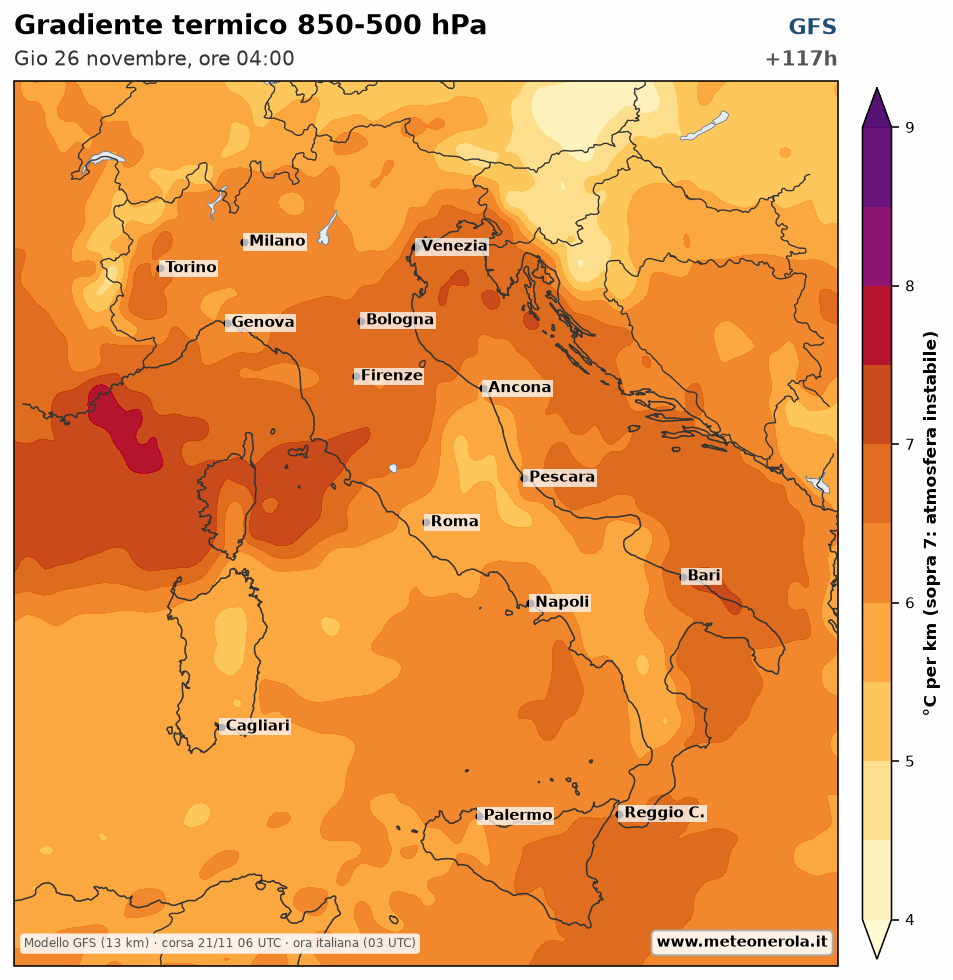 Gradiente termico 850-500 hPa
GFS
Gio 26 novembre, ore 04:00
+117h
Milano
Venezia
Torino
Genova
Bologna
Firenze
Ancona
Pescara
Roma
Bari
Napoli
Cagliari
Palermo
Reggio C.
9
8
7
6
5
4
°C per km (sopra 7: atmosfera instabile)
Modello GFS (13 km) · corsa 21/11 06 UTC · ora italiana (03 UTC)
www.meteonerola.it